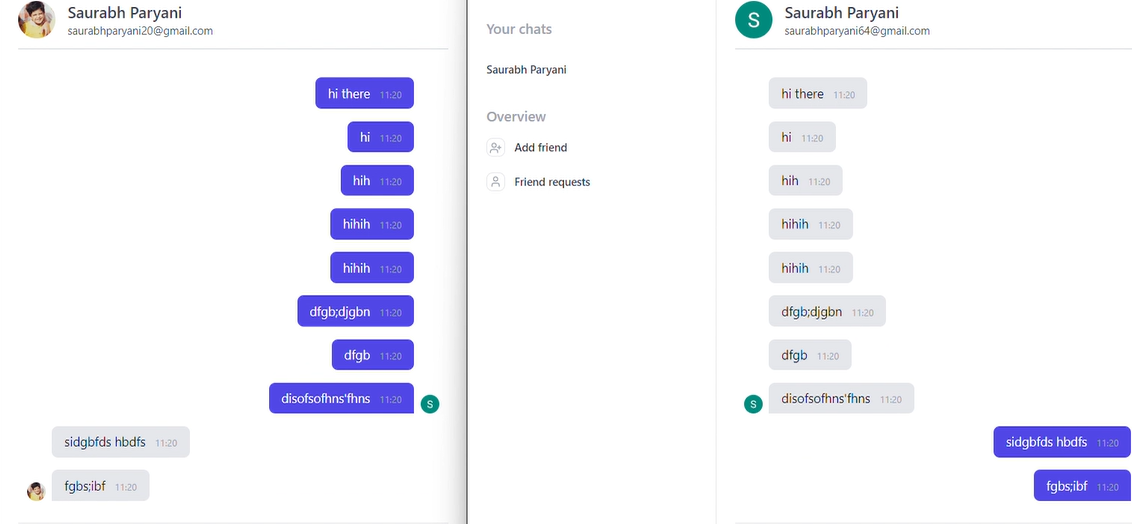 Saurabh Paryani
saurabhparyani20@gmail.com
hi there 11:20
hi 11:20
hih 11:20
hihih 11:20
hihih 11:20
dfgb;djgbn 11:20
dfgb 11:20
disofsofhns'fhns 11:20
S
sidgbfds hbdfs 11:20
fgbs;ibf 11:20
Your chats
Saurabh Paryani
Overview
Add friend
Friend requests
S
Saurabh Paryani
saurabhparyani64@gmail.com
hi there 11:20
hi 11:20
hih 11:20
hihih 11:20
hihih 11:20
dfgb;djgbn 11:20
dfgb 11:20
S
disofsofhns'fhns 11:20
sidgbfds hbdfs 11:20
fgbs;ibf 11:20